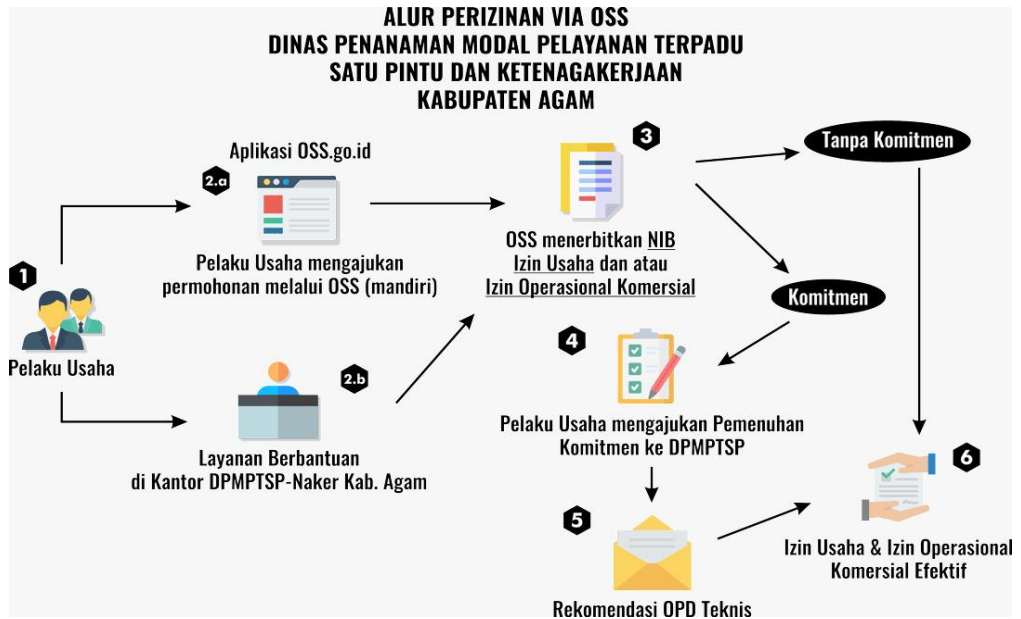 ALUR PERIZINAN VIA OSS
DINAS PENANAMAN MODAL PELAYANAN TERPADU
SATU PINTU DAN KETENAGAKERJAAN
KABUPATEN AGAM
1
Pelaku Usaha
Aplikasi OSS.go.id
2.a
Pelaku Usaha mengajukan
permohonan melalui OSS (mandiri)
2.b
Layanan Berbantuan
di Kantor DPMPTSP-Naker Kab. Agam
3
OSS menerbitkan NIB
Izin Usaha dan atau
Izin Operasional Komersial
Tanpa Komitmen
Komitmen
4
Pelaku Usaha mengajukan Pemenuhan
Komitmen ke DPMPTSP
5
Rekomendasi OPD Teknis
6
Izin Usaha & Izin Operasional
Komersial Efektif